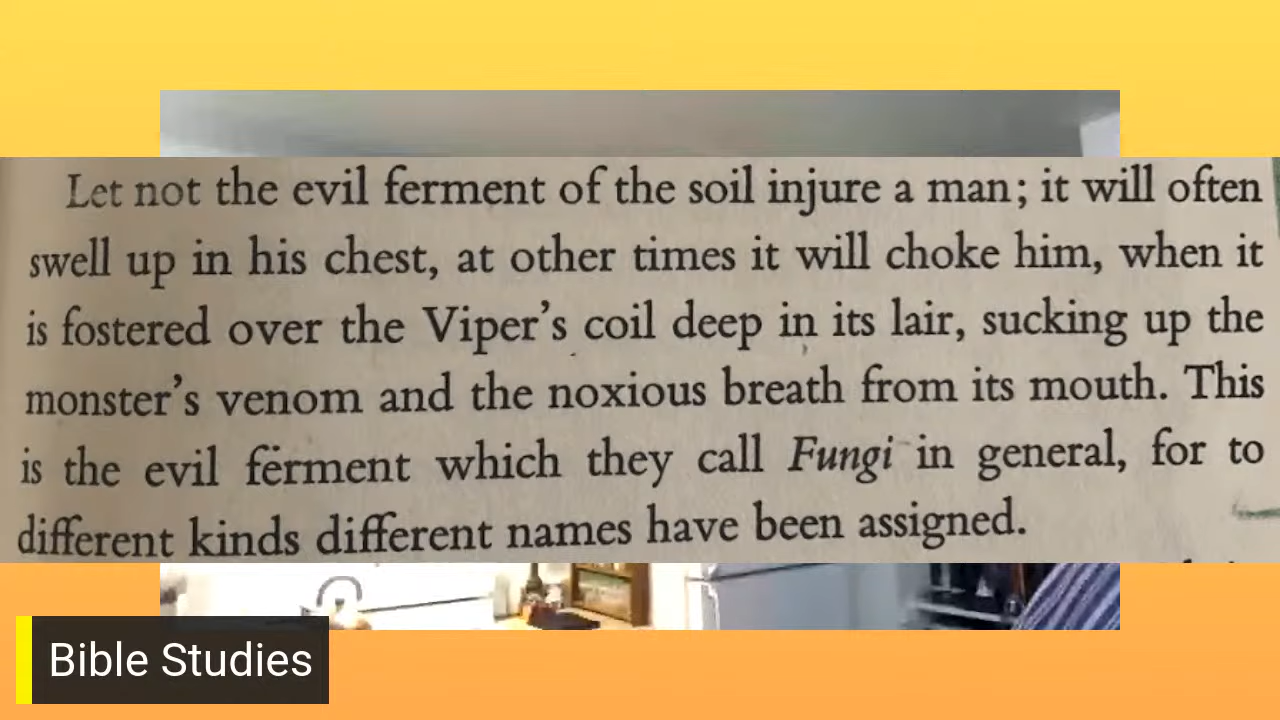 Let not the evil ferment of the soil injure a man; it will often
swell up in his chest, at other times it will choke him, when it
is fostered over the Viper's coil deep in its lair, sucking up the
monster's venom and the noxious breath from its mouth. This
is the evil ferment which they call Fungi in general, for to
different kinds different names have been assigned.
Bible Studies